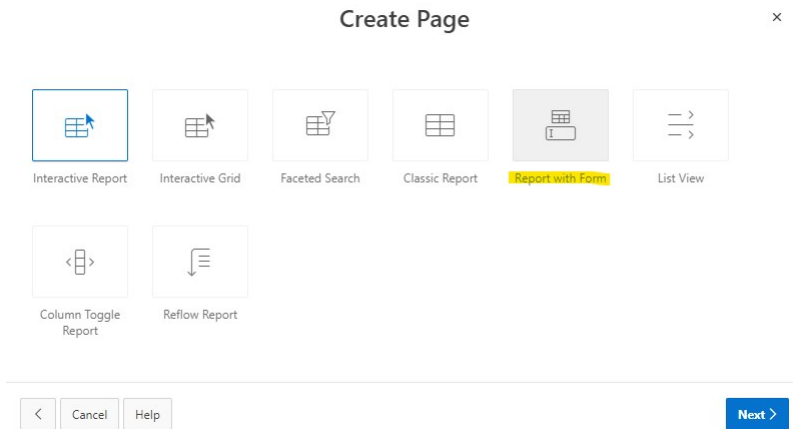 Create Page
Interactive Report
Interactive Grid
Faceted Search
Classic Report
Report with Form
List View
Column Toggle
Report
Reflow Report
Cancel
Help
Next